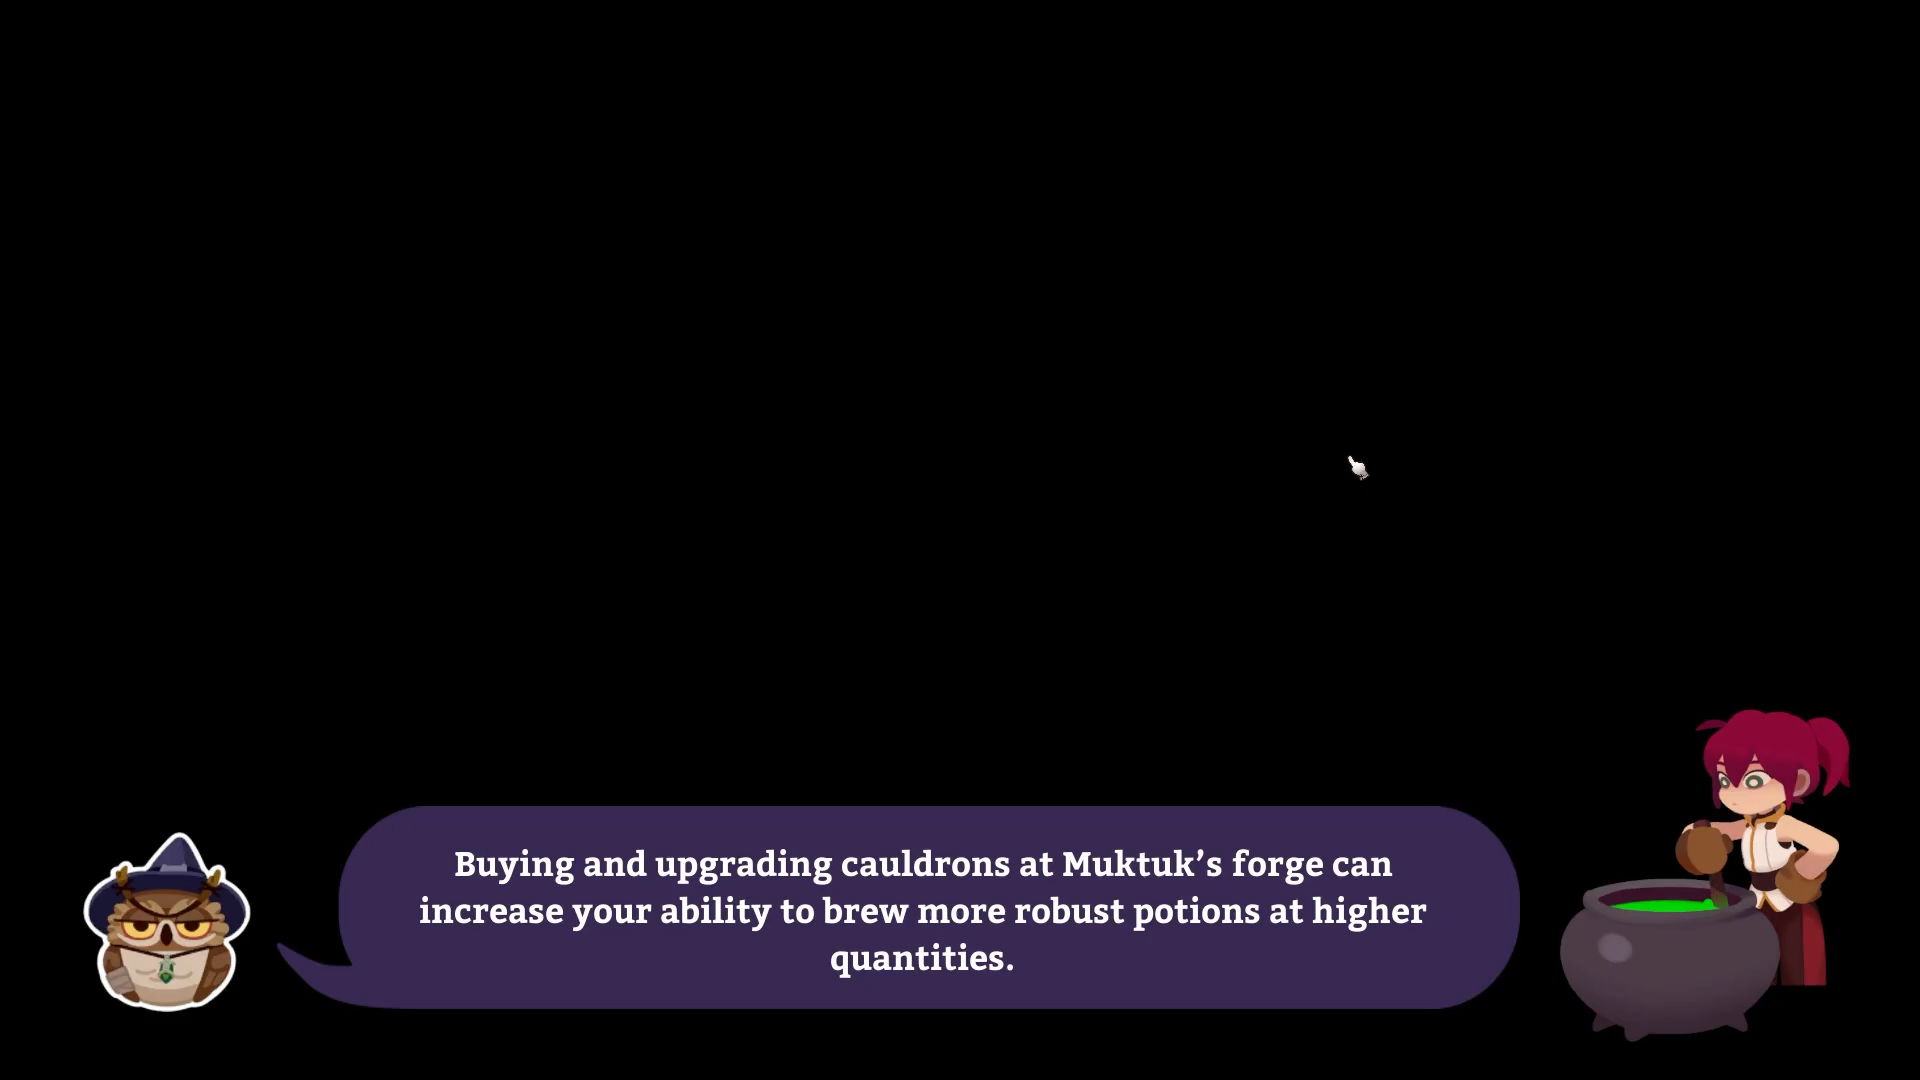 Buying and upgrading cauldrons at Muktuk’s forge can
increase your ability to brew more robust potions at higher
quantities.